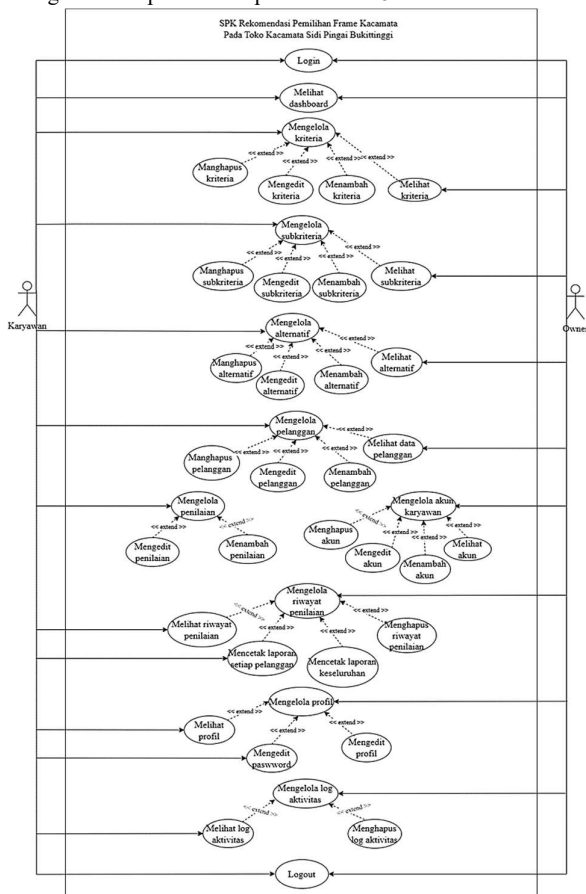 SPK Rekomendasi Pemilihan Frame Kacamata
Pada Toko Kacamata Sidi Pingai Bukittinggi
Login
Melihat
dashboard
Mengelola
kriteria
<< extend >>
<< extend >>
<< extend >>
<< extend >>
Manghapus
kriteria
Mengedit
kriteria
Menambah
kriteria
Melihat
kriteria
Mengelola
subkriteria
<< extend >>
<< extend >>
<< extend >>
<< extend >>
Manghapus
subkriteria
Mengedit
subkriteria
Menambah
subkriteria
Melihat
subkriteria
Karyawan
Owner
Mengelola
alternatif
<< extend >>
<< extend >>
<< extend >>
<< extend >>
Manghapus
alternatif
Mengedit
alternatif
Menambah
alternatif
Melihat
alternatif
Mengelola
pelanggan
<< extend >>
<< extend >>
<< extend >>
<< extend >>
Manghapus
pelanggan
Mengedit
pelanggan
Menambah
pelanggan
Melihat data
pelanggan
Mengelola
penilaian
<< extend >>
<< extend >>
Mengedit
penilaian
Menambah
penilaian
Mengelola akun
karyawan
<< extend >>
<< extend >>
<< extend >>
<< extend >>
Menghapus
akun
Mengedit
akun
Menambah
akun
Melihat
akun
Mengelola
riwayat
penilaian
<< extend >>
<< extend >>
<< extend >>
<< extend >>
Melihat riwayat
penilaian
Mencetak laporan
setiap pelanggan
Mencetak laporan
keseluruhan
Menghapus
riwayat
penilaian
Mengelola profil
<< extend >>
<< extend >>
<< extend >>
Melihat
profil
Mengedit
paswword
Mengedit
profil
Mengelola log
aktivitas
<< extend >>
<< extend >>
Melihat log
aktivitas
Menghapus
log aktivitas
Logout